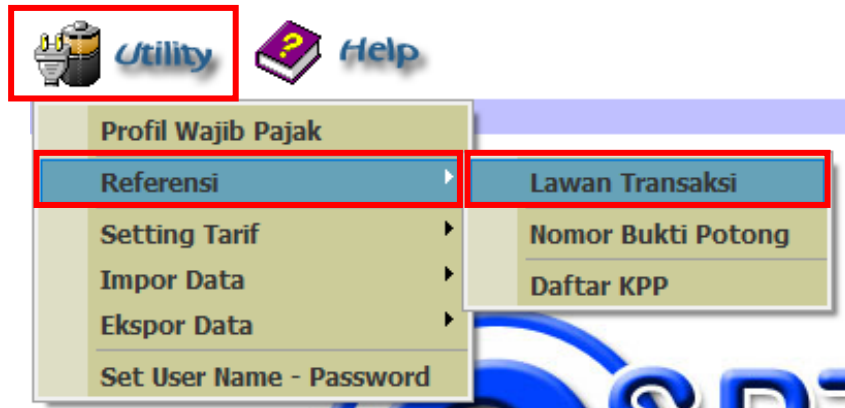 Utility Help
Profil Wajib Pajak
Referensi
Lawan Transaksi
Setting Tarif
Nomor Bukti Potong
Impor Data
Daftar KPP
Ekspor Data
Set User Name - Password